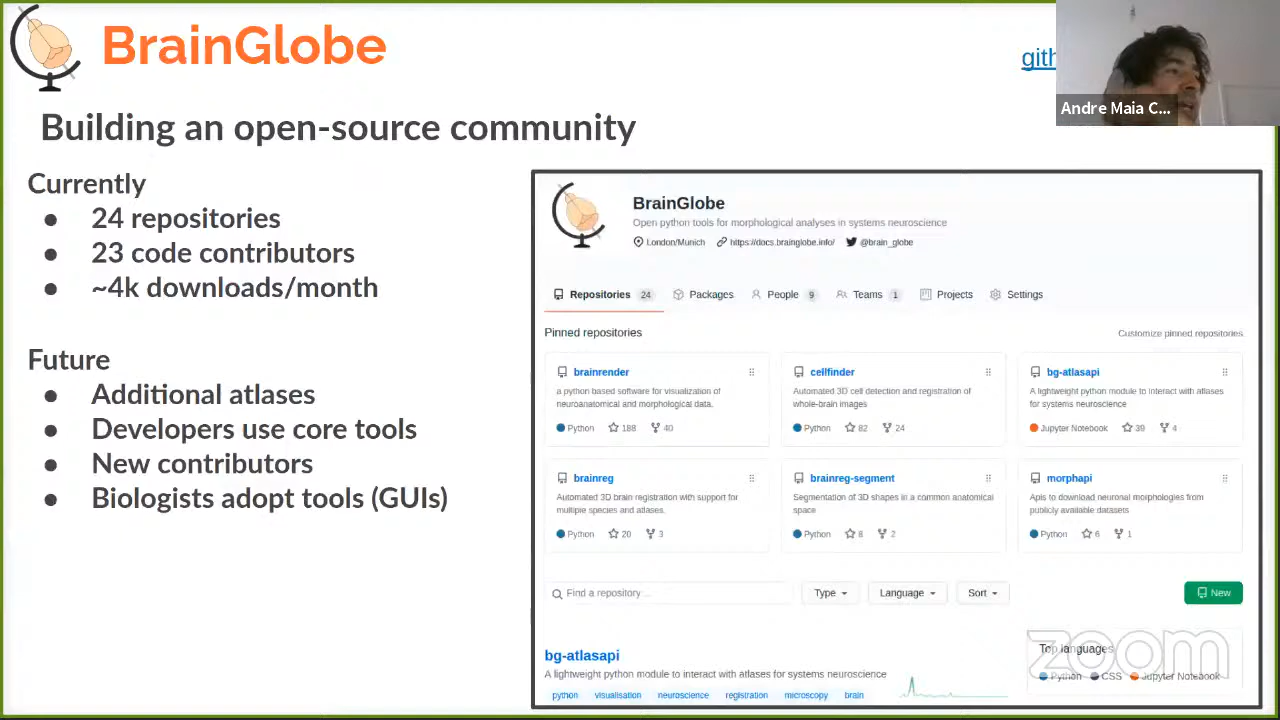 BrainGlobe
gith
Andre Maia C...
Building an open-source community
Currently
● 24 repositories
● 23 code contributors
● ~4k downloads/month
Future
● Additional atlases
● Developers use core tools
● New contributors
● Biologists adopt tools (GUIs)
BrainGlobe
Open python tools for morphological analyses in systems neuroscience
London/Munich https://docs.brainglobe.info/ @brain_globe
Repositories 24 Packages People 9 Teams 1 Projects Settings
Pinned repositories Customize pinned repositories
brainrender
a python based software for visualization of
neuroanatomical and morphological data.
Python 188 40
cellfinder
Automated 3D cell detection and registration of
whole-brain images
Python 82 24
bg-atlasapi
A lightweight python module to interact with atlases
for systems neuroscience
Jupyter Notebook 39 4
brainreg
Automated 3D brain registration with support for
multiple species and atlases.
Python 20 3
brainreg-segment
Segmentation of 3D shapes in a common anatomical
space
Python 8 2
morphapi
Apis to download neuronal morphologies from
publicly available datasets
Python 6 1
Find a repository... Type Language Sort New
bg-atlasapi
A lightweight python module to interact with atlases for systems neuroscience
python visualisation neuroscience registration microscopy brain
Top languages
Python CSS Jupyter Notebook
zoom